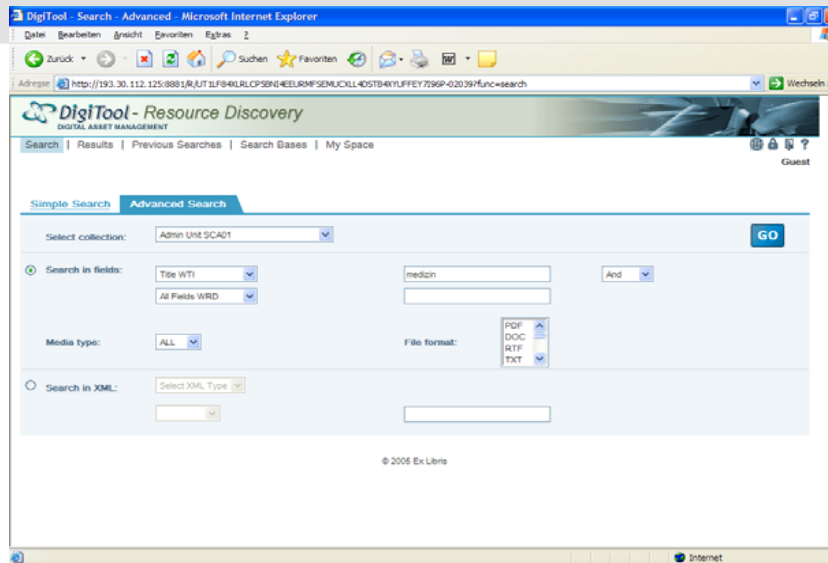 DigiTool - Search - Advanced - Microsoft Internet Explorer
Datei Bearbeiten Ansicht Favoriten Extras ?
Zurück Suchen Favoriten
Adresse Wechseln
DigiTool - Resource Discovery
DIGITAL ASSET MANAGEMENT
Search | Results | Previous Searches | Search Bases | My Space
Guest
Simple Search Advanced Search
Select collection: Admin Unit SCA01 GO
Search in fields: Title WTI medizin And
All Fields WRD
Media type: ALL File format: PDF
DOC
RTF
TXT
Search in XML: Select XML Type
© 2005 Ex Libris
Internet